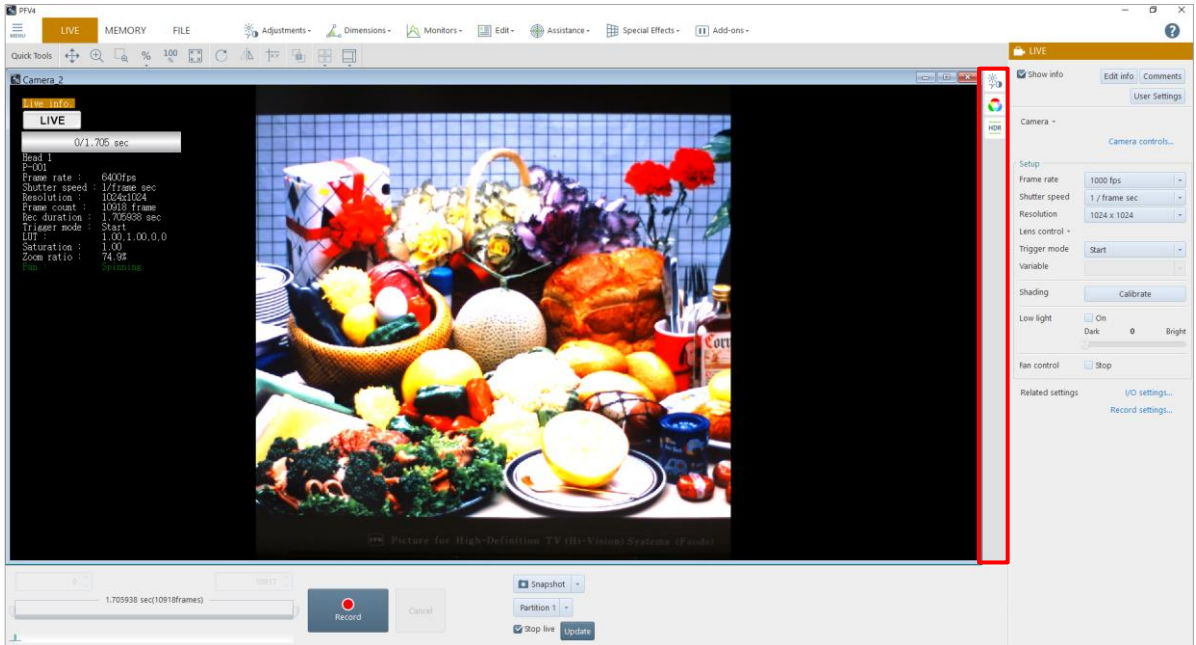 PFV4
MENU LIVE MEMORY FILE Adjustments Dimensions Monitors Edit Assistance Special Effects Add-ons ?
Quick Tools % 100 %
LIVE
Camera_2
Show info Edit info Comments
User Settings
HDR
Live info.
LIVE
0/1.705 sec
Head 1
P-001
Frame rate : 6400fps
Shutter speed : 1/frame sec
Resolution : 1024x1024
Frame count : 10918 frame
Rec duration : 1.705938 sec
Trigger mode : Start
LUT : 1.00,1.00,0,0
Saturation : 1.00
Zoom ratio : 74.9%
Fan : Spinning
Corn
Picture for High-Definition TV (Hi-Vision) Systems (Foods)
Camera
Camera controls...
Setup
Frame rate 1000 fps
Shutter speed 1 / frame sec
Resolution 1024 x 1024
Lens control
Trigger mode Start
Variable
Shading Calibrate
Low light On
Dark 0 Bright
Fan control Stop
Related settings I/O settings...
Record settings...
0 10917
1.705938 sec(10918frames)
Record
Cancel
Snapshot
Partition 1
Stop live Update